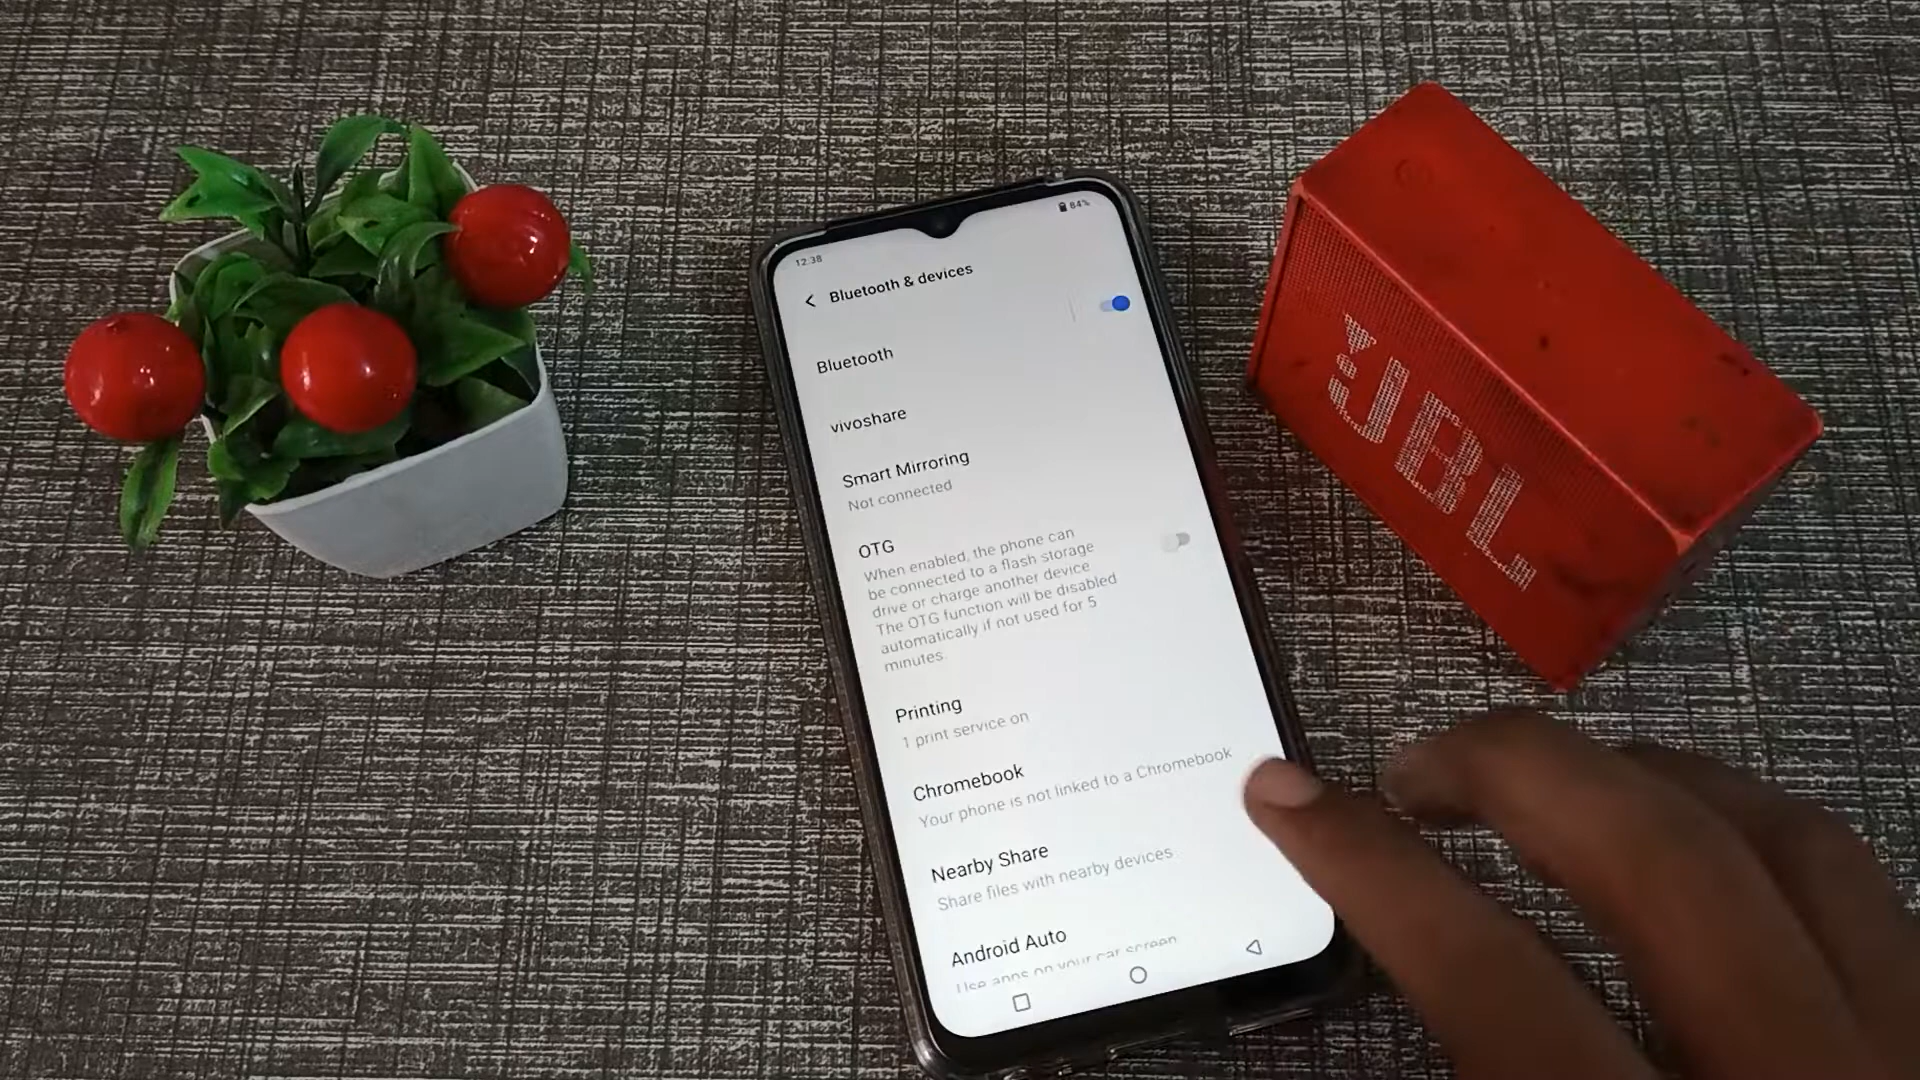 12:38
84%
Bluetooth & devices
Bluetooth
vivoshare
Smart Mirroring
Not connected
OTG
When enabled, the phone can
be connected to a flash storage
drive or charge another device
The OTG function will be disabled
automatically if not used for 5
minutes.
Printing
1 print service on
Chromebook
Your phone is not linked to a Chromebook
Nearby Share
Share files with nearby devices
Android Auto
Use apps on your car screen
JBL